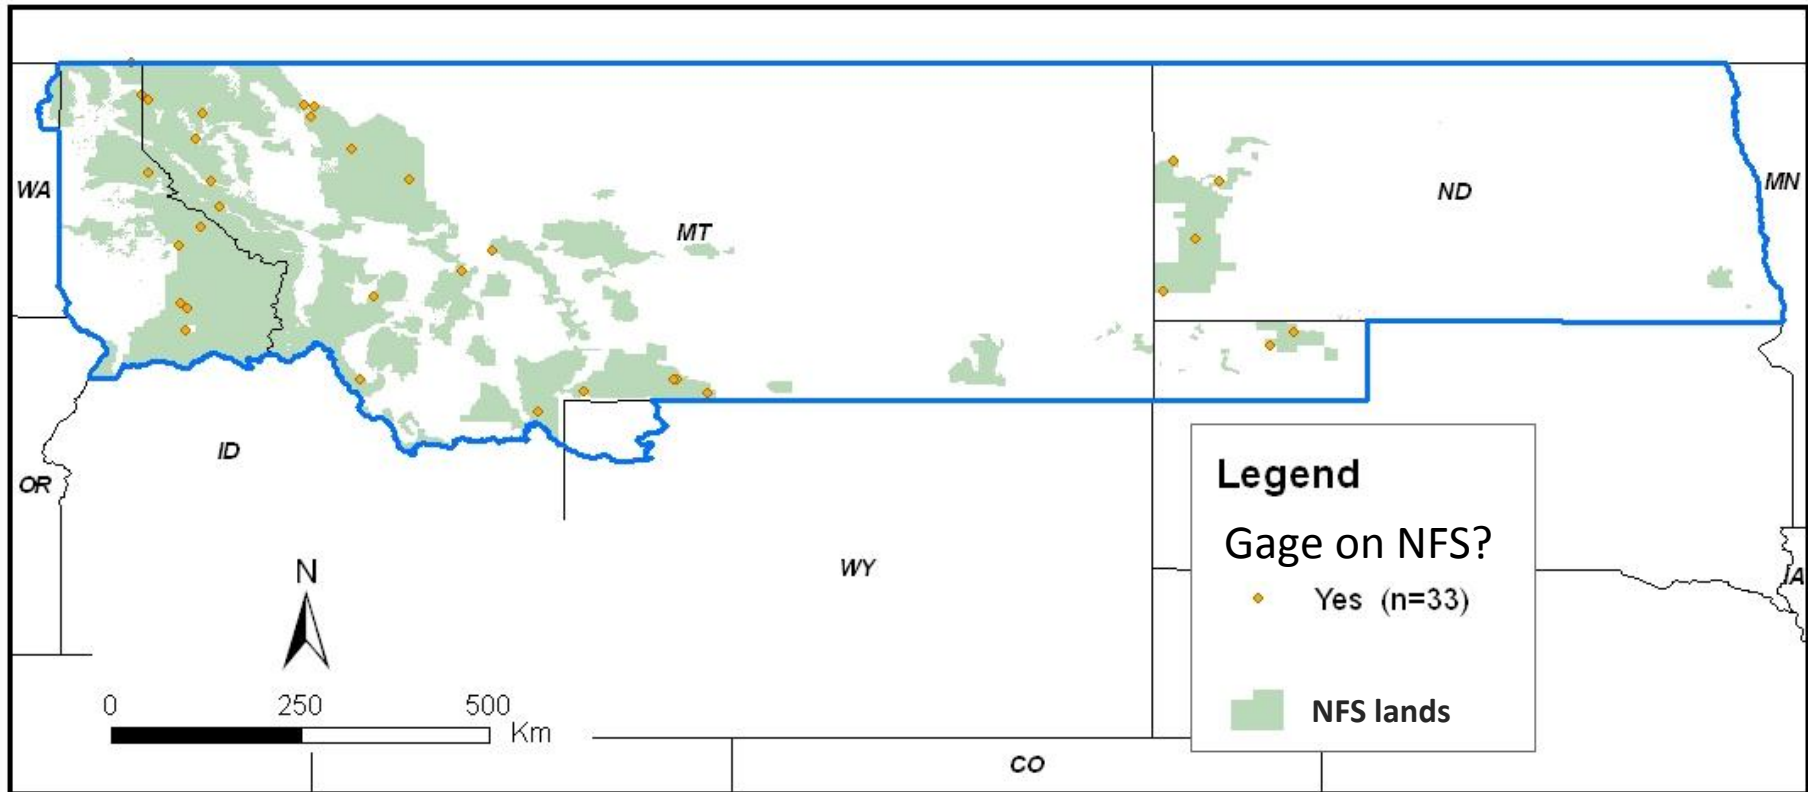 WA
MT
ND
MN
ID
OR
WY
IA
CO
N
0 250 500
Km
Legend
Gage on NFS?
Yes (n=33)
NFS lands